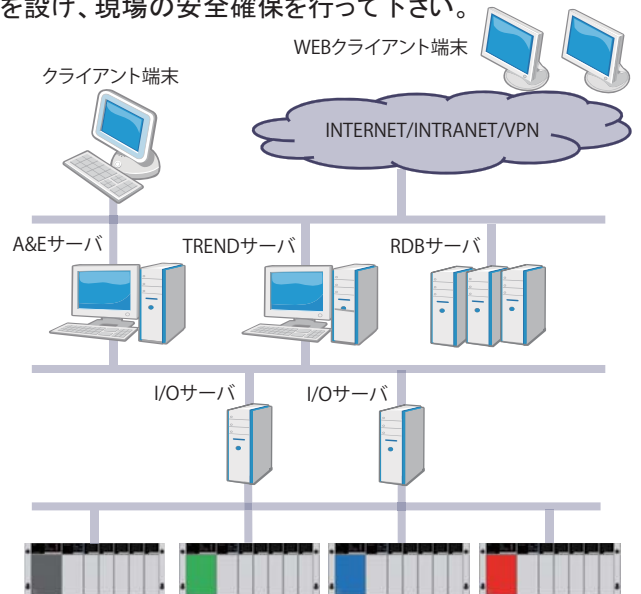 を設け、現場の安全確保を行って下さい。
WEBクライアント端末
クライアント端末
INTERNET/INTRANET/VPN
A&Eサーバ
TRENDサーバ
RDBサーバ
I/Oサーバ
I/Oサーバ